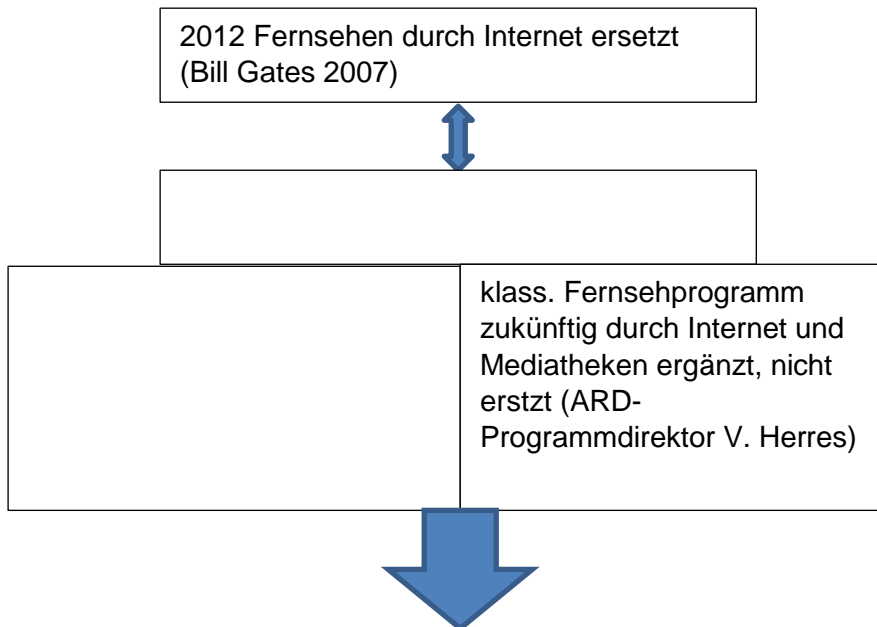 2012 Fernsehen durch Internet ersetzt
(Bill Gates 2007)
klass. Fernsehprogramm
zukünftig durch Internet und
Mediatheken ergänzt, nicht
erstzt (ARD-
Programmdirektor V. Herres)